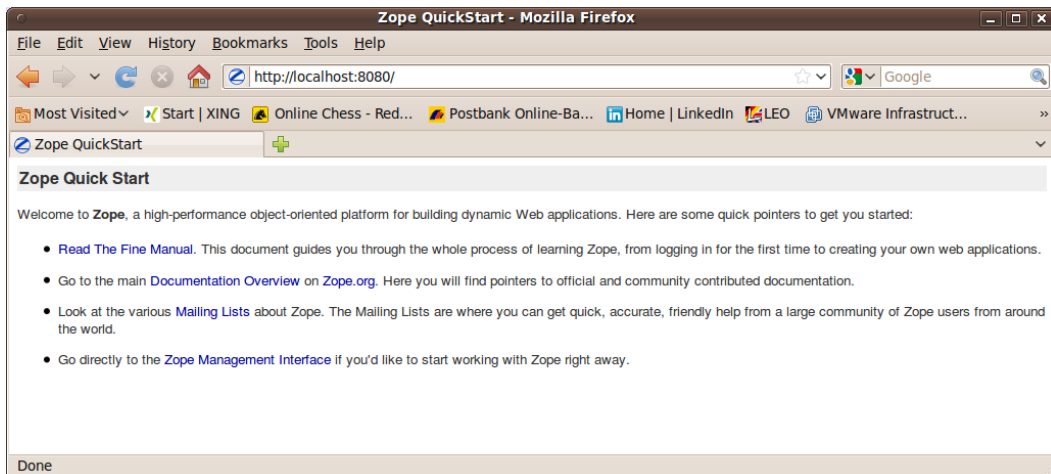 Zope QuickStart - Mozilla Firefox
File Edit View History Bookmarks Tools Help
http://localhost:8080/ Google
Most Visited Start | XING Online Chess - Red... Postbank Online-Ba... Home | LinkedIn LEO VMware Infrastruct... »
Zope QuickStart
Zope Quick Start
Welcome to Zope, a high-performance object-oriented platform for building dynamic Web applications. Here are some quick pointers to get you started:
• Read The Fine Manual. This document guides you through the whole process of learning Zope, from logging in for the first time to creating your own web applications.
• Go to the main Documentation Overview on Zope.org. Here you will find pointers to official and community contributed documentation.
• Look at the various Mailing Lists about Zope. The Mailing Lists are where you can get quick, accurate, friendly help from a large community of Zope users from around
the world.
• Go directly to the Zope Management Interface if you'd like to start working with Zope right away.
Done